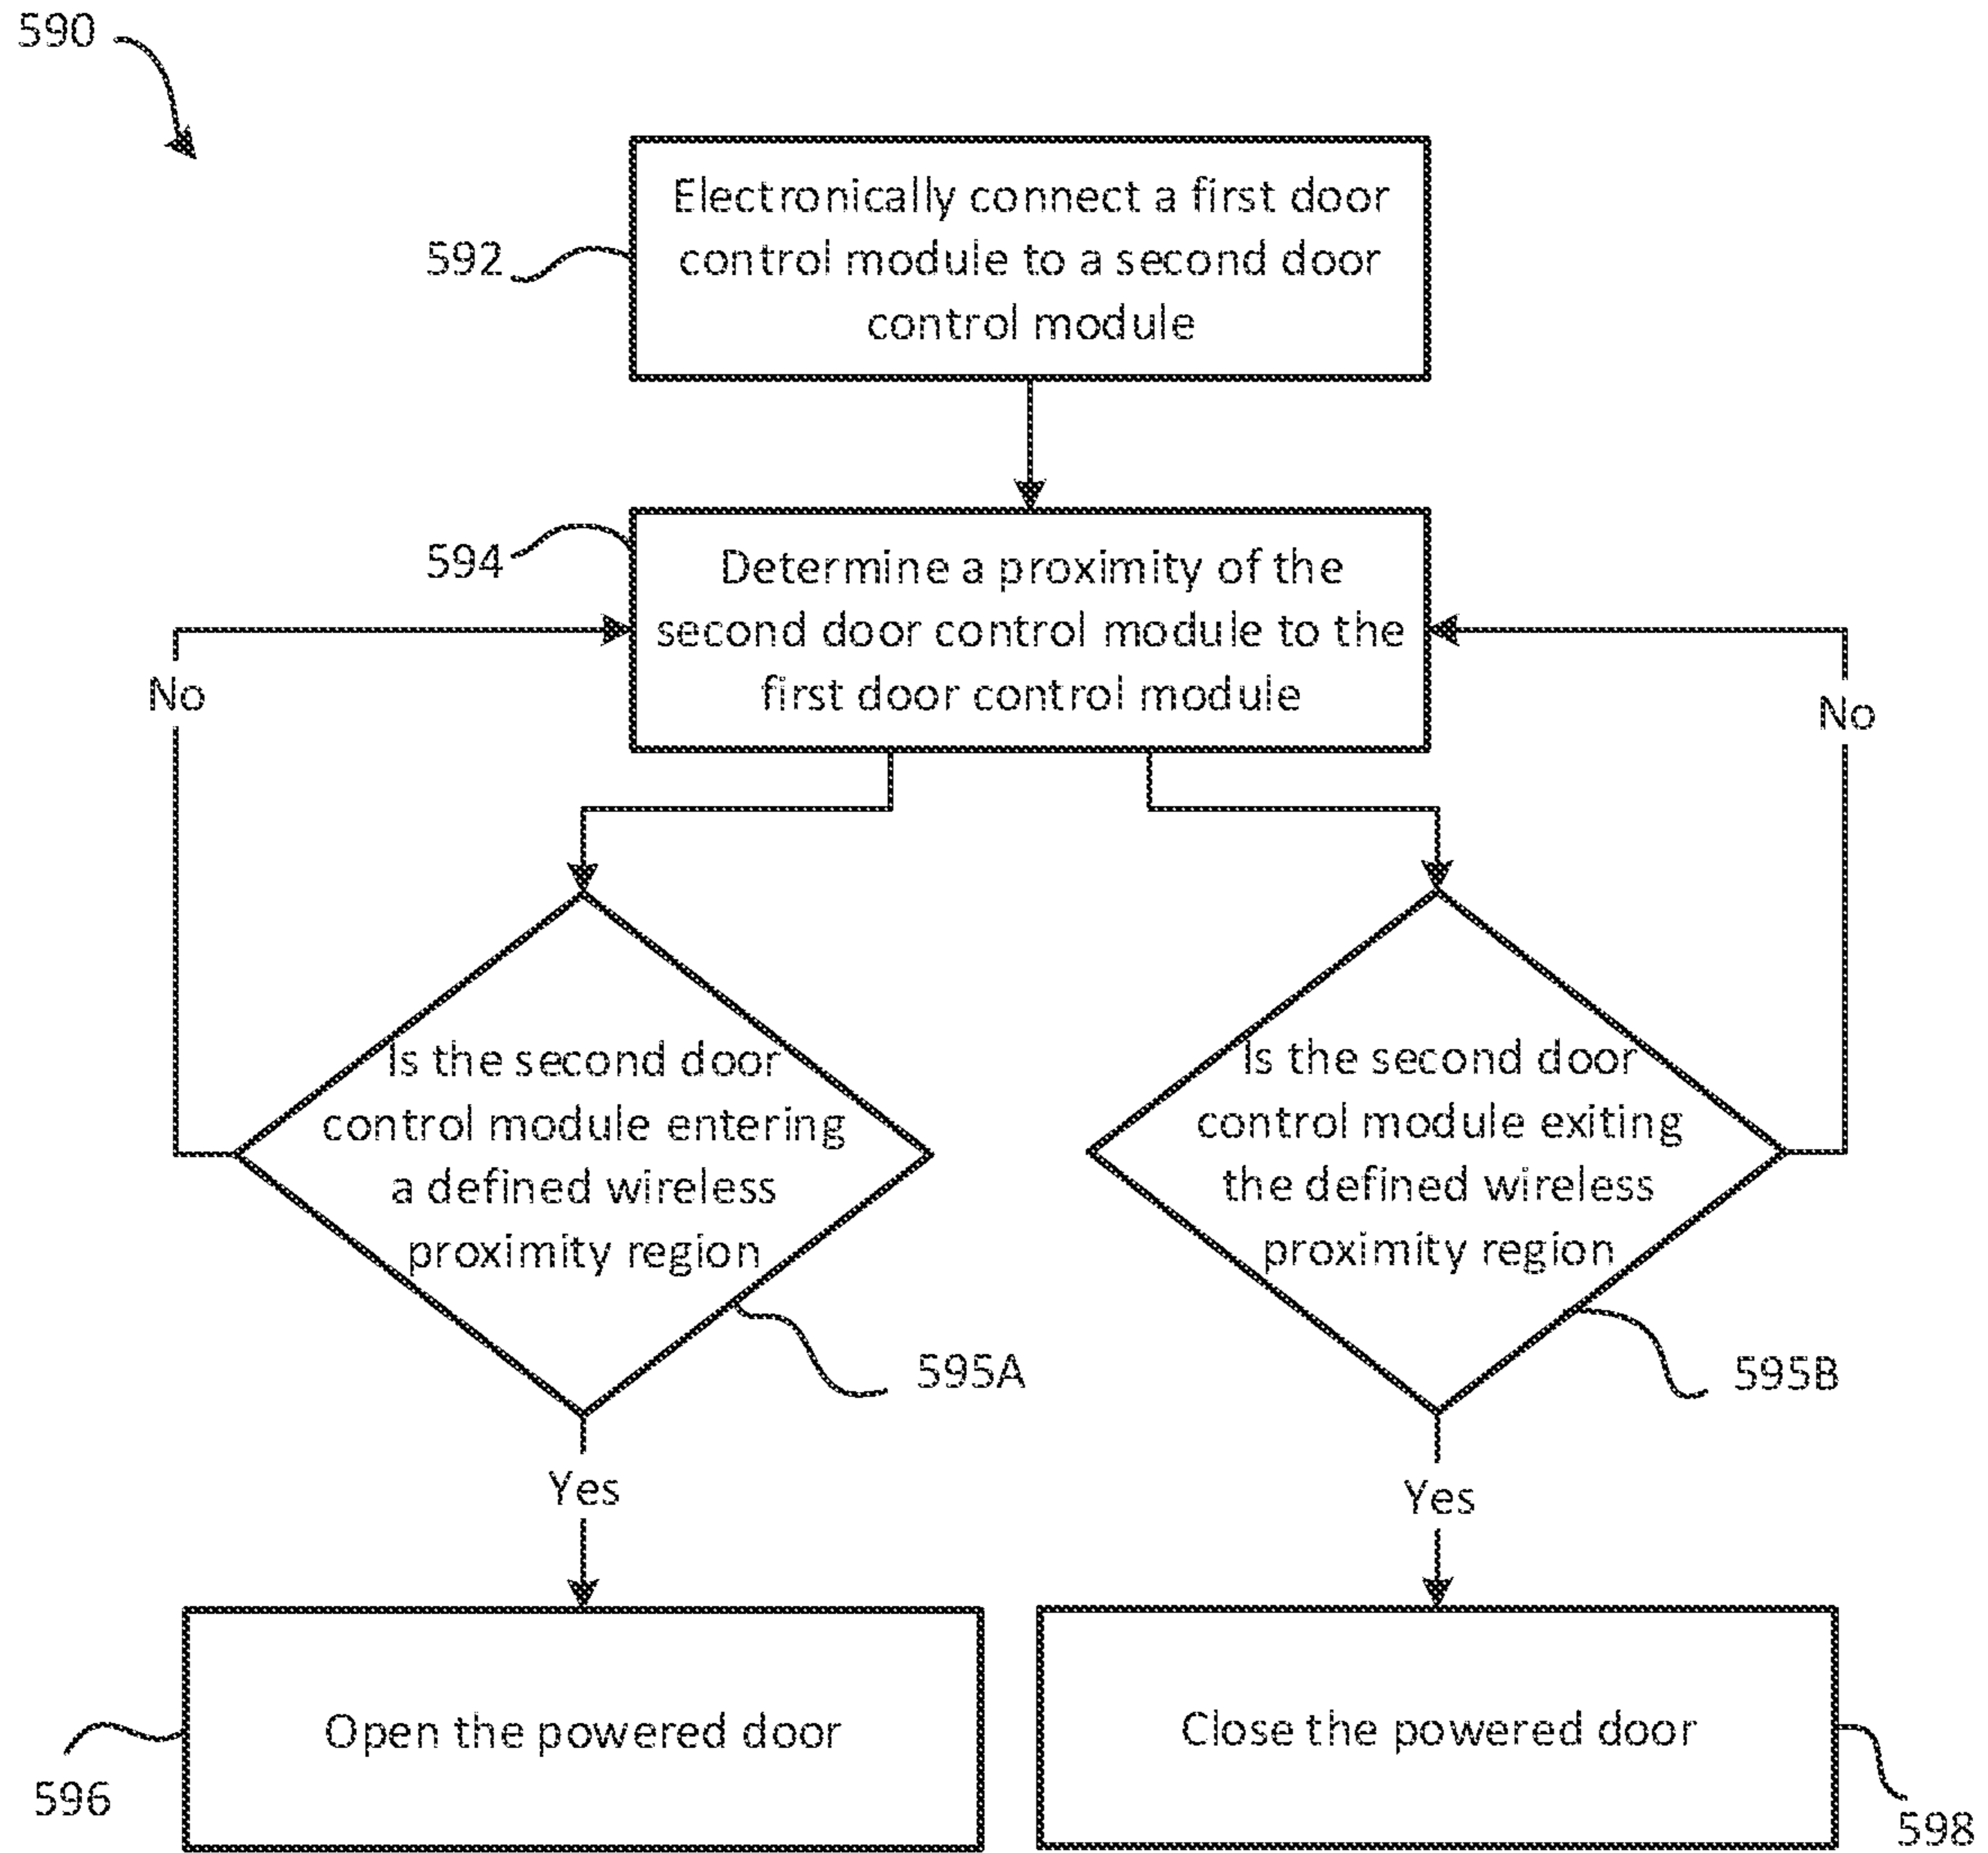 590
Electronically connect a first door
control module to a second door
control module
592
594
Determine a proximity of the
second door control module to the
first door control module
No
No
Is the second door
control module entering
a defined wireless
proximity region
595A
Is the second door
control module exiting
the defined wireless
proximity region
595B
Yes
Yes
Open the powered door
596
Close the powered door
598